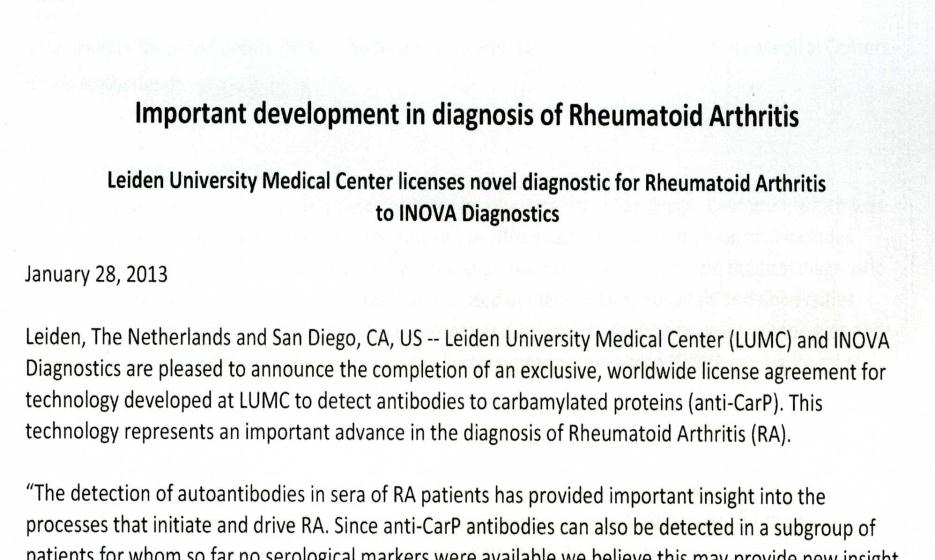 Important development in diagnosis of Rheumatoid Arthritis
Leiden University Medical Center licenses novel diagnostic for Rheumatoid Arthritis
to INOVA Diagnostics
January 28, 2013
Leiden, The Netherlands and San Diego, CA, US -- Leiden University Medical Center (LUMC) and INOVA
Diagnostics are pleased to announce the completion of an exclusive, worldwide license agreement for
technology developed at LUMC to detect antibodies to carbamylated proteins (anti-CarP). This
technology represents an important advance in the diagnosis of Rheumatoid Arthritis (RA).
“The detection of autoantibodies in sera of RA patients has provided important insight into the
processes that initiate and drive RA. Since anti-CarP antibodies can also be detected in a subgroup of
patients for whom so far no serological markers were available we believe this may provide new insight